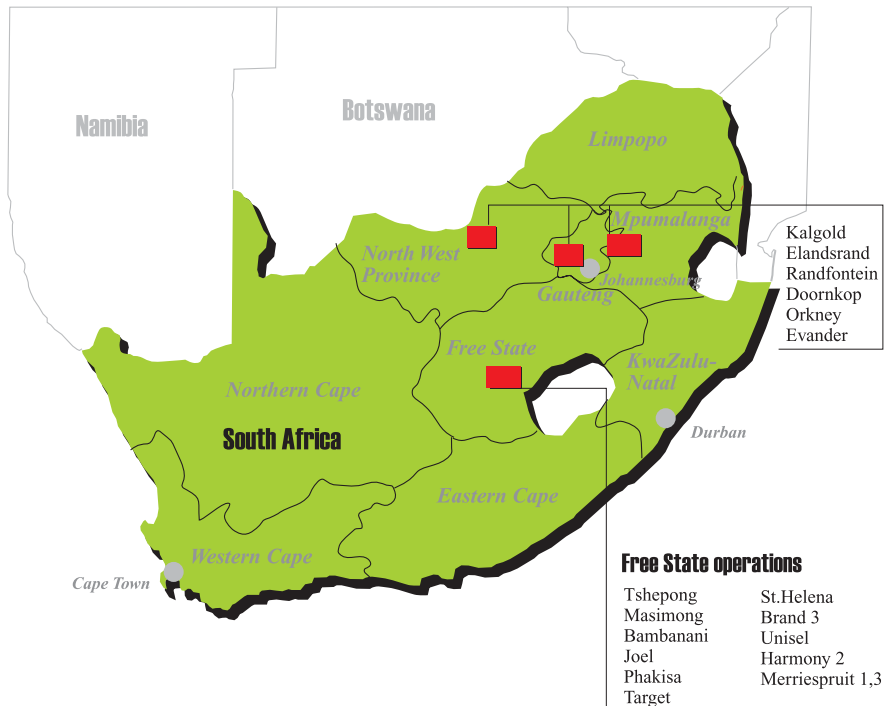 Namibia
Botswana
Limpopo
Mpumalanga
North West
Province
Johannesburg
Gauteng
Kalgold
Elandsrand
Randfontein
Doornkop
Orkney
Evander
Free State
KwaZulu-
Natal
Northern Cape
South Africa
Durban
Eastern Cape
Western Cape
Cape Town
Free State operations
Tshepong
Masimong
Bambanani
Joel
Phakisa
Target
St.Helena
Brand 3
Unisel
Harmony 2
Merriespruit 1,3